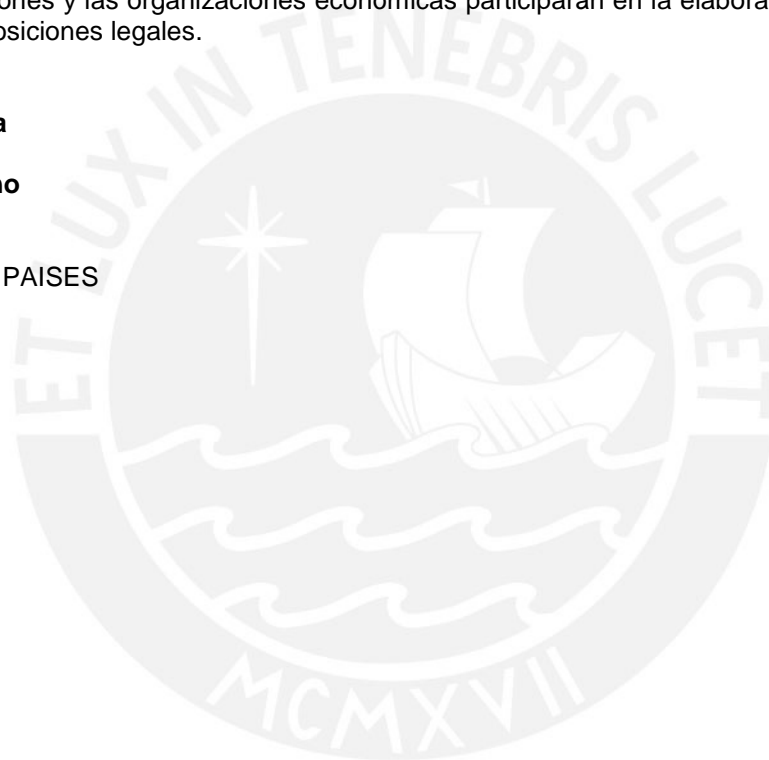 ones y las organizaciones económicas participarán en la elabora
osiciones legales.
a
no
PAISES
ET LUX IN TENEBRIS LUCET
MCMXVII